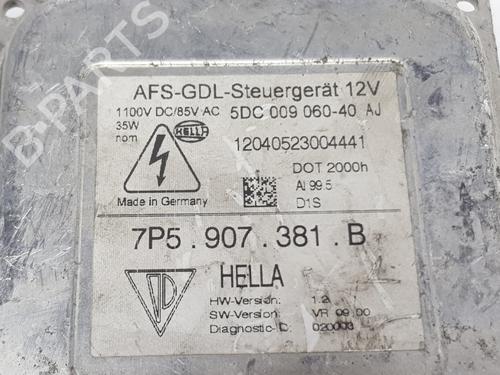 AFS-GDL-Steuergerät 12V
1100V DC/85V AC 5DC 009 060-40 AJ
35W
nom
HELLA
12040523004441
DOT 2000h
Al 99.5
D1S
Made in Germany
7P5.907.381.B
HELLA
HW-Version: 1.2
SW-Version: VR 09.00
Diagnostic-ID: 020003
B-PARTS